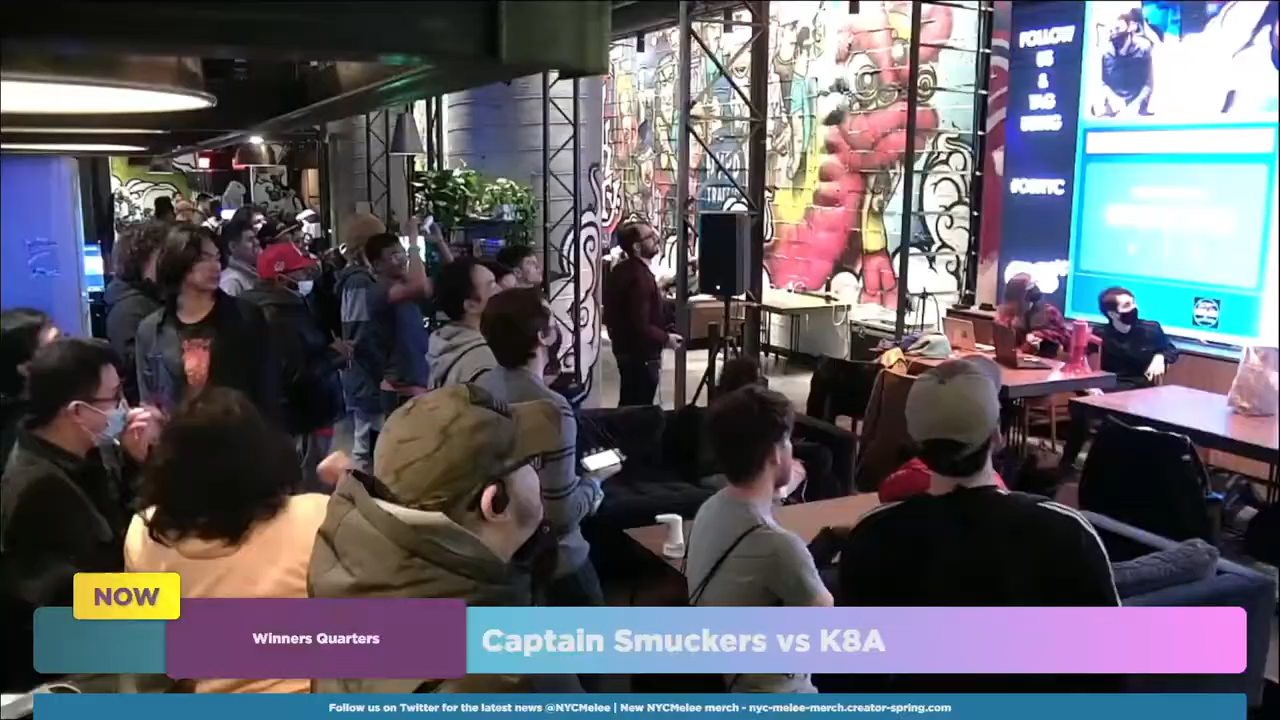 FOLLOW
US
&
TAG
NOW
Winners Quarters
Captain Smuckers vs K8A
Follow us on Twitter for the latest news @NYCMelee | New NYCMelee merch - nyc-melee-merch.creator-spring.com